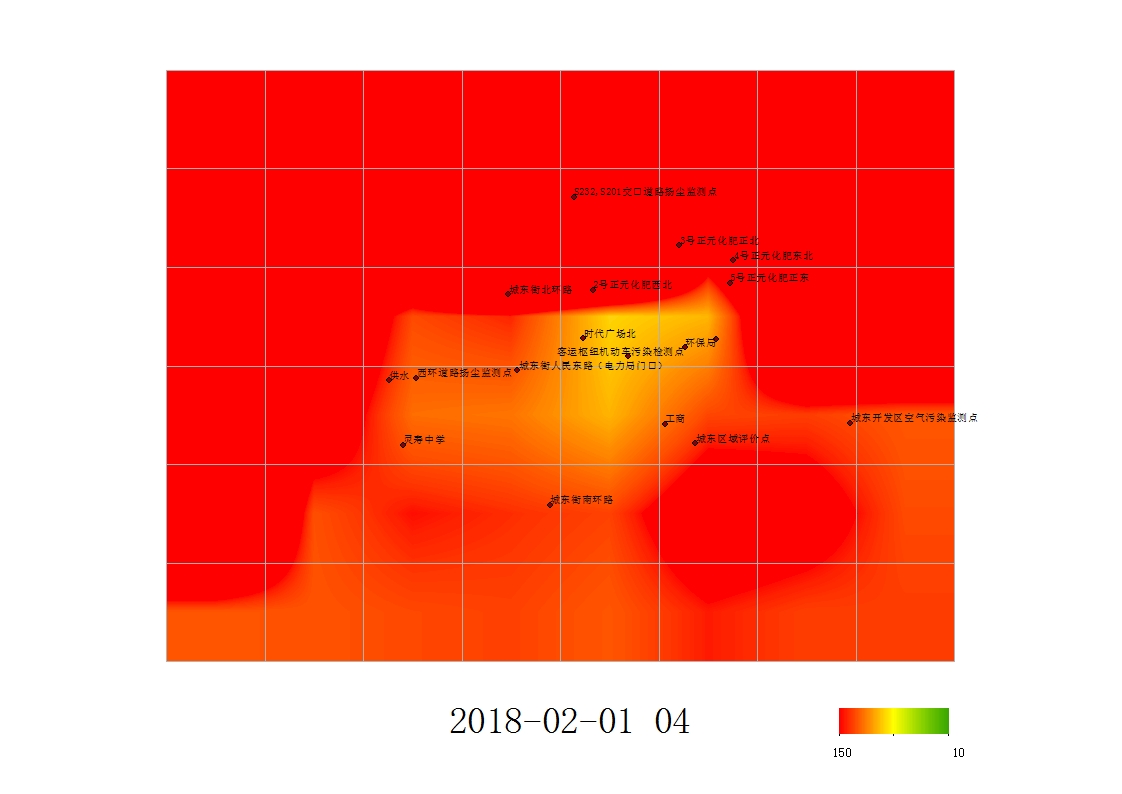 S232,S201交口道路扬尘监测点
3号正元化肥正北
4号正元化肥东北
5号正元化肥正东
2号正元化肥西北
城东街北环路
时代广场北
环保局
客运枢纽机动车污染检测点
城东街人民东路（电力局门口）
西环道路扬尘监测点
供水
城东开发区空气污染监测点
工商
城东区域评价点
灵寿中学
城东街南环路
2018-02-01 04
150
10